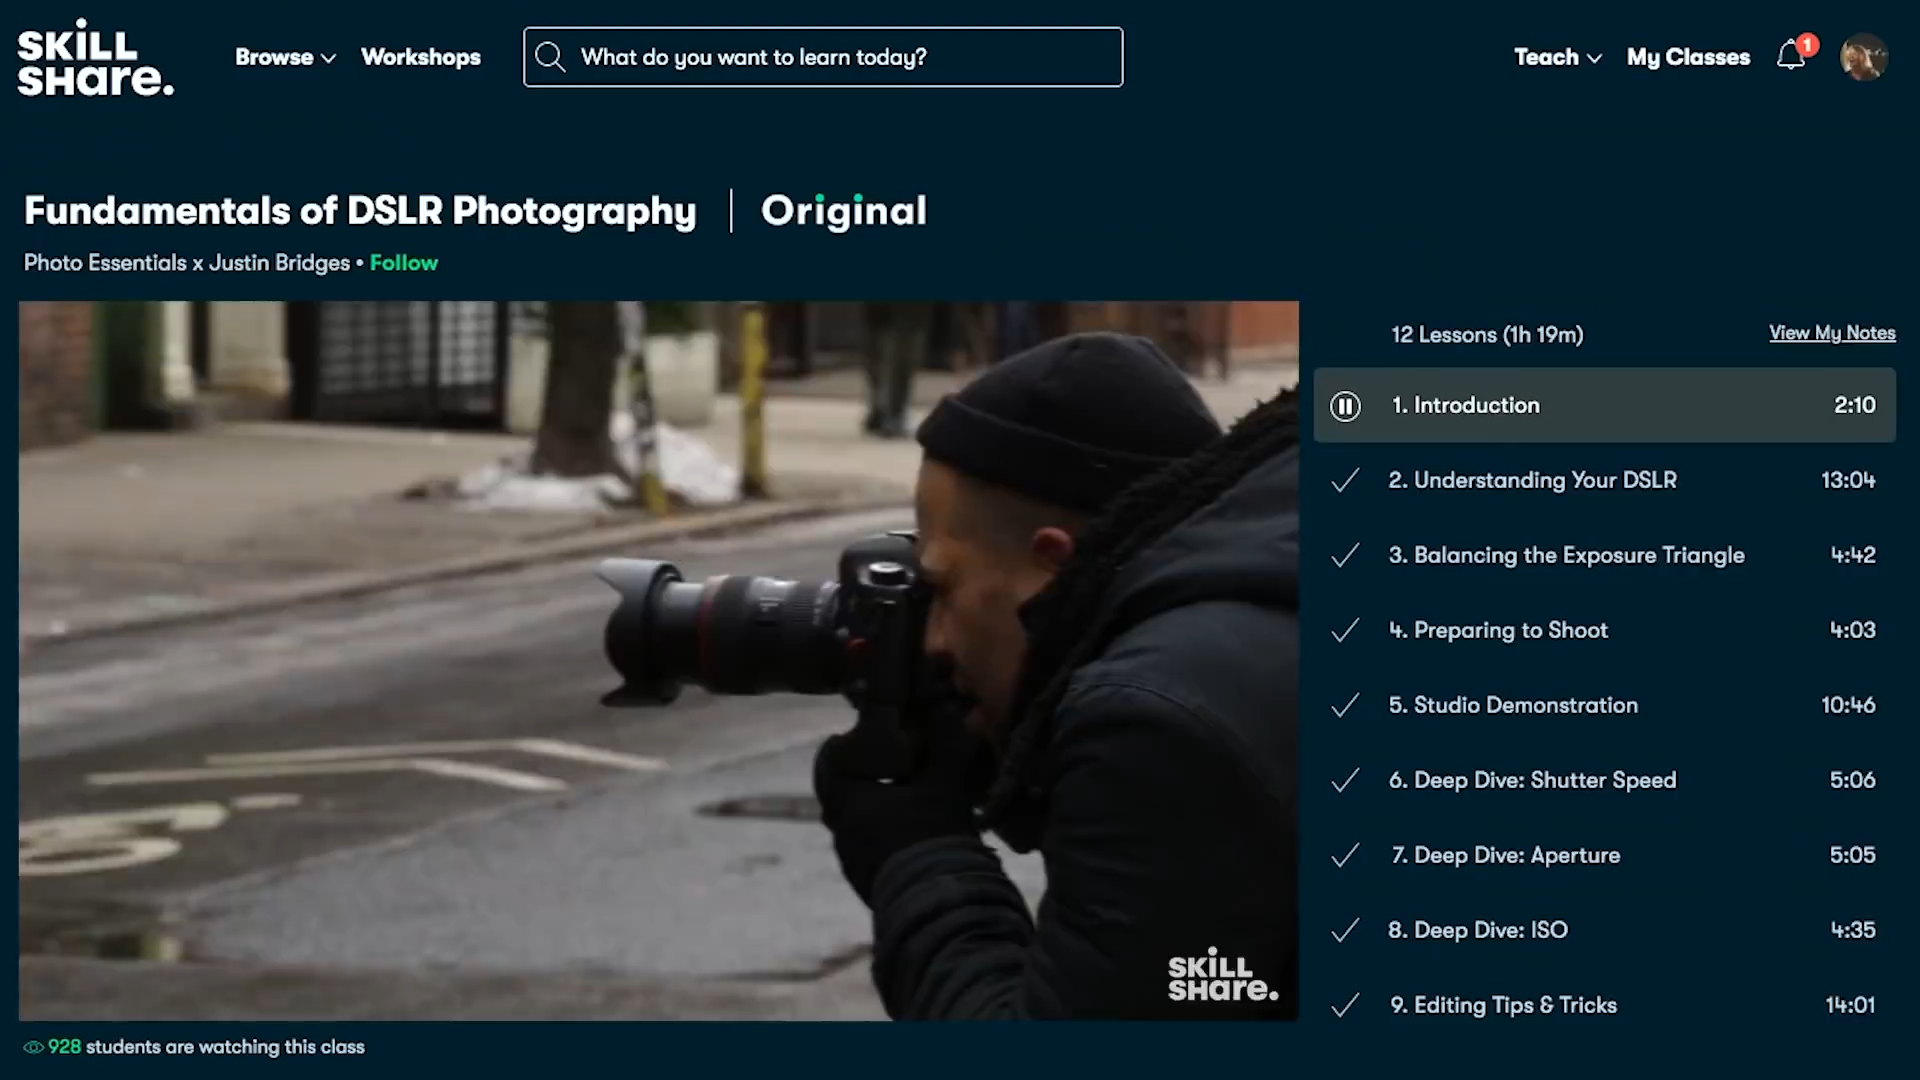 SKiLL
SHare.
Browse
Workshops
What do you want to learn today?
Teach
My Classes
1
Fundamentals of DSLR Photography
Original
Photo Essentials x Justin Bridges • Follow
12 Lessons (1h 19m)
View My Notes
1. Introduction 2:10
2. Understanding Your DSLR 13:04
3. Balancing the Exposure Triangle 4:42
4. Preparing to Shoot 4:03
5. Studio Demonstration 10:46
6. Deep Dive: Shutter Speed 5:06
7. Deep Dive: Aperture 5:05
8. Deep Dive: ISO 4:35
9. Editing Tips & Tricks 14:01
SKiLL
SHare.
928 students are watching this class